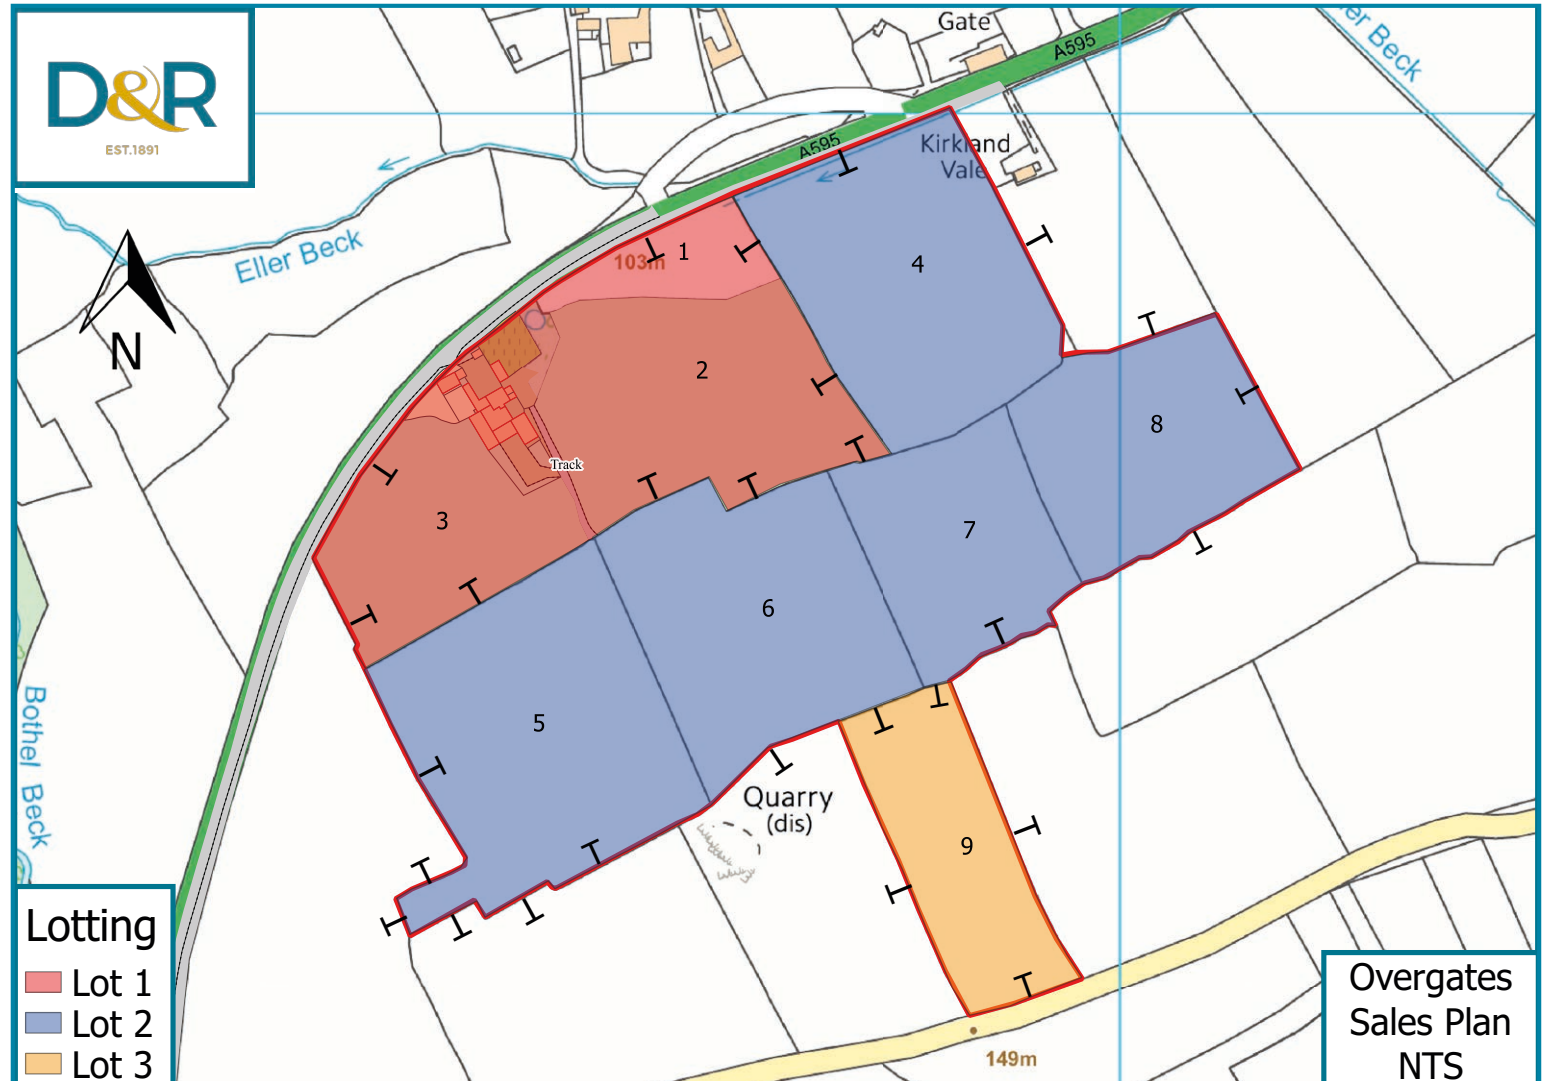 D&R
EST.1891
Gate
A595
Eller Beck
A595
Kirkland
Vale
Eller Beck
N
103m
1
4
2
8
Track
3
7
6
5
Bothel Beck
Quarry
(dis)
9
149m
Lotting
Lot 1
Lot 2
Lot 3
Overgates
Sales Plan
NTS